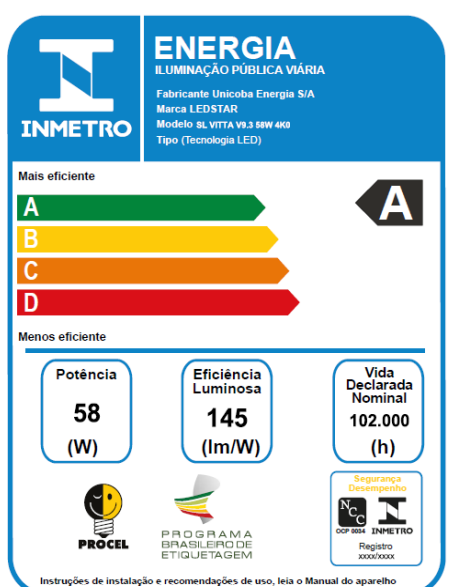 ENERGIA
ILUMINAÇÃO PÚBLICA VIÁRIA
Fabricante Unicoba Energia S/A
Marca LEDSTAR
Modelo SL VITTA V9.3 58W 4K0
Tipo (Tecnologia LED)
INMETRO
Mais eficiente
A
A
B
C
D
Menos eficiente
Potência
58
(W)
Eficiência
Luminosa
145
(lm/W)
Vida
Declarada
Nominal
102.000
(h)
PROCEL
PROGRAMA
BRASILEIRO DE
ETIQUETAGEM
Segurança
Desempenho
NCC
OCP 0034
INMETRO
Registro
xxxx/xxxx
Instruções de instalação e recomendações de uso, leia o Manual do aparelho